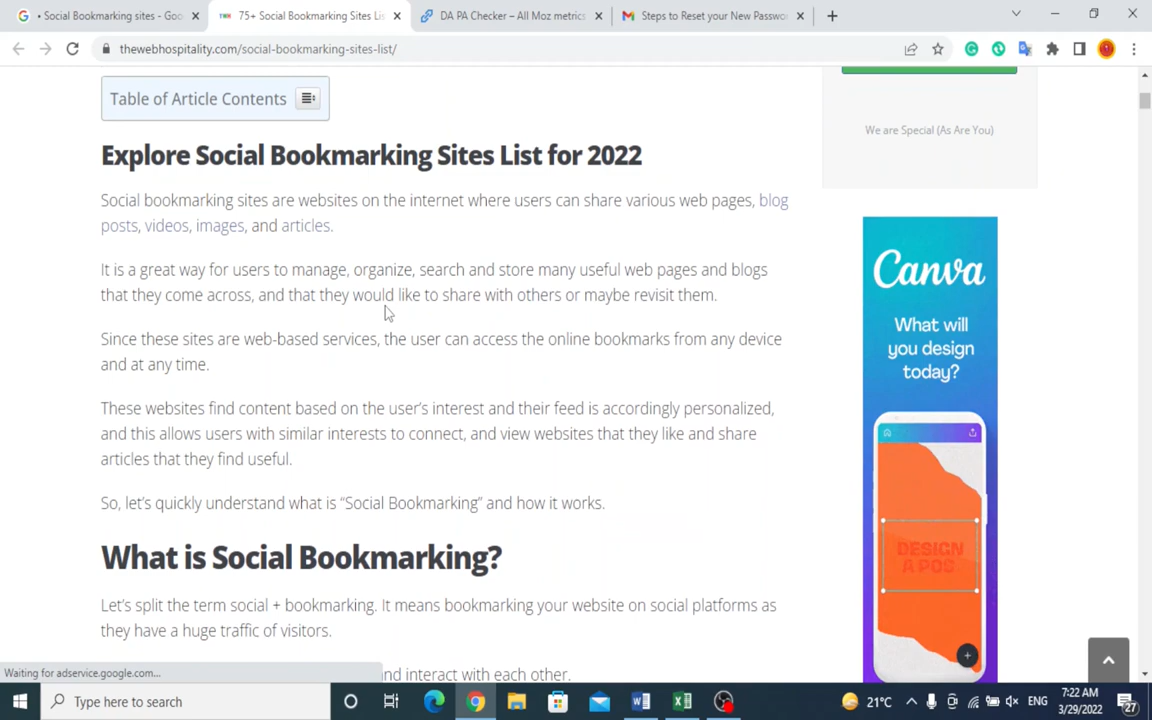 • Social Bookmarking sites - Goo
75+ Social Bookmarking Sites Lis
DA PA Checker – All Moz metrics
Steps to Reset your New Passwo
thewebhospitality.com/social-bookmarking-sites-list/
Table of Article Contents
We are Special (As Are You)
Explore Social Bookmarking Sites List for 2022
Social bookmarking sites are websites on the internet where users can share various web pages, blog
posts, videos, images, and articles.
It is a great way for users to manage, organize, search and store many useful web pages and blogs
that they come across, and that they would like to share with others or maybe revisit them.
Since these sites are web-based services, the user can access the online bookmarks from any device
and at any time.
These websites find content based on the user's interest and their feed is accordingly personalized,
and this allows users with similar interests to connect, and view websites that they like and share
articles that they find useful.
So, let's quickly understand what is “Social Bookmarking” and how it works.
What is Social Bookmarking?
Let's split the term social + bookmarking. It means bookmarking your website on social platforms as
they have a huge traffic of visitors.
nd interact with each other.
Canva
What will
you design
today?
DESIGN
A POS
Waiting for adservice.google.com...
Type here to search
21°C
ENG
7:22 AM
3/29/2022
27